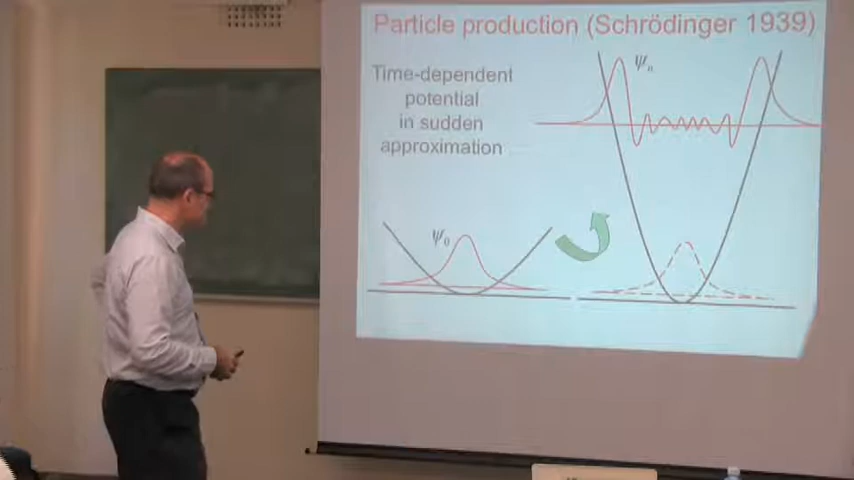 Particle production (Schrödinger 1939)
Time-dependent
potential
in sudden
approximation
ψₙ
ψ₀